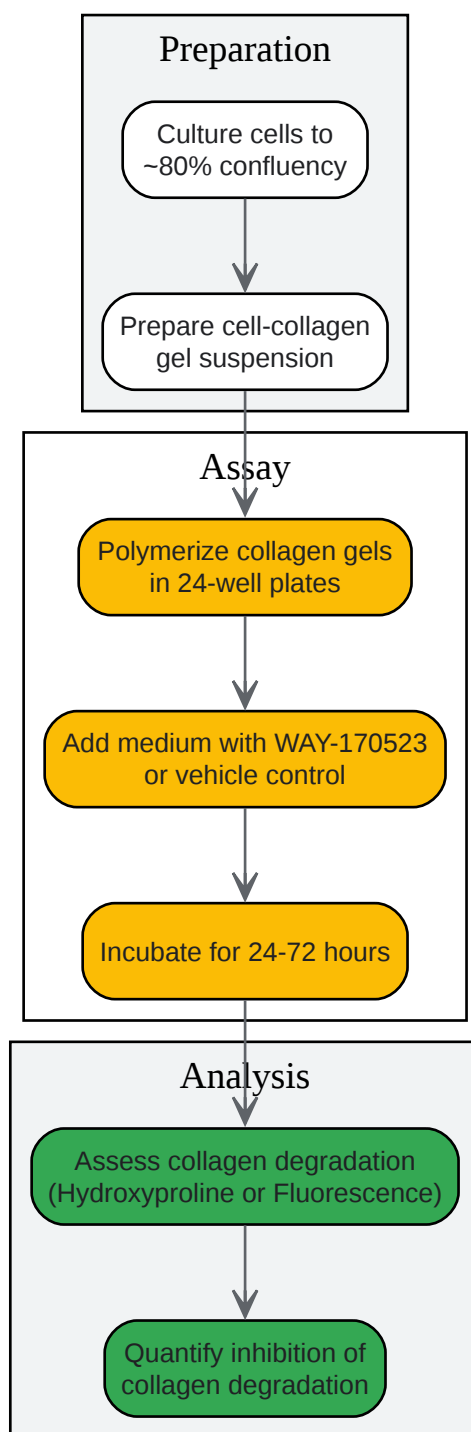 Preparation
Culture cells to
~80% confluency
Prepare cell-collagen
gel suspension
Assay
Polymerize collagen gels
in 24-well plates
Add medium with WAY-170523
or vehicle control
Incubate for 24-72 hours
Analysis
Assess collagen degradation
(Hydroxyproline or Fluorescence)
Quantify inhibition of
collagen degradation